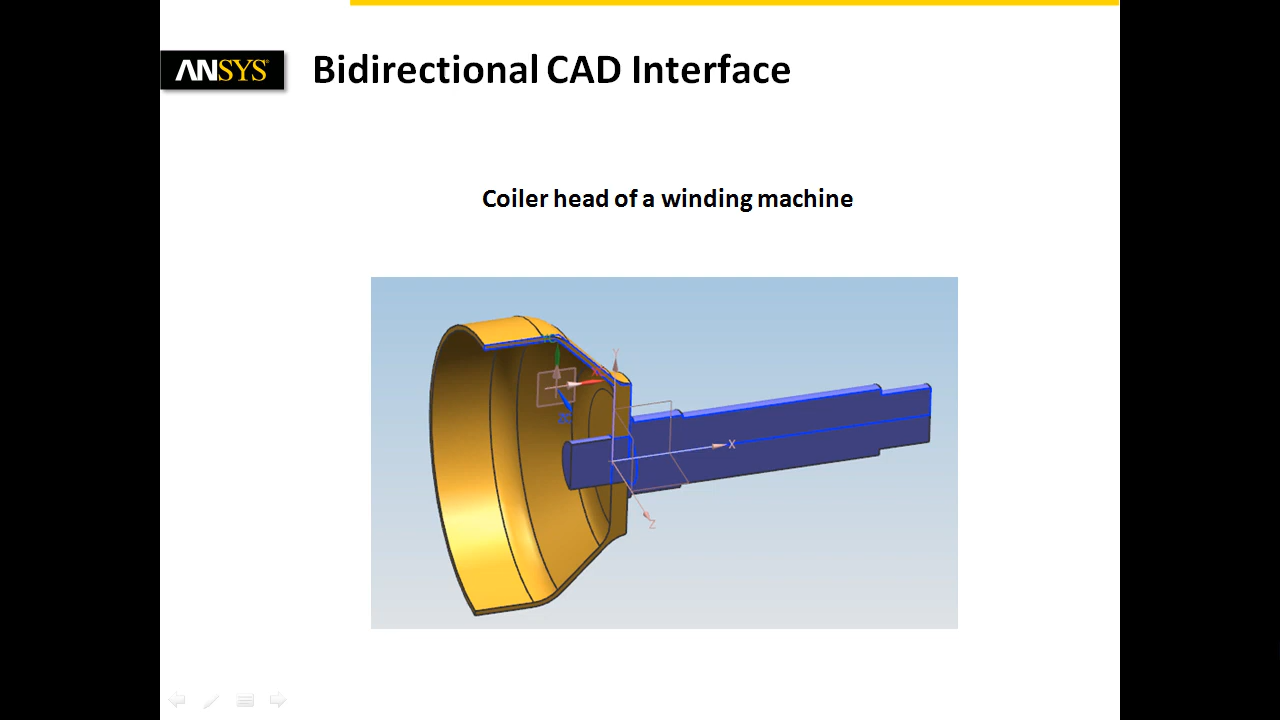 ANSYS
Bidirectional CAD Interface
Coiler head of a winding machine
Y
X
Z